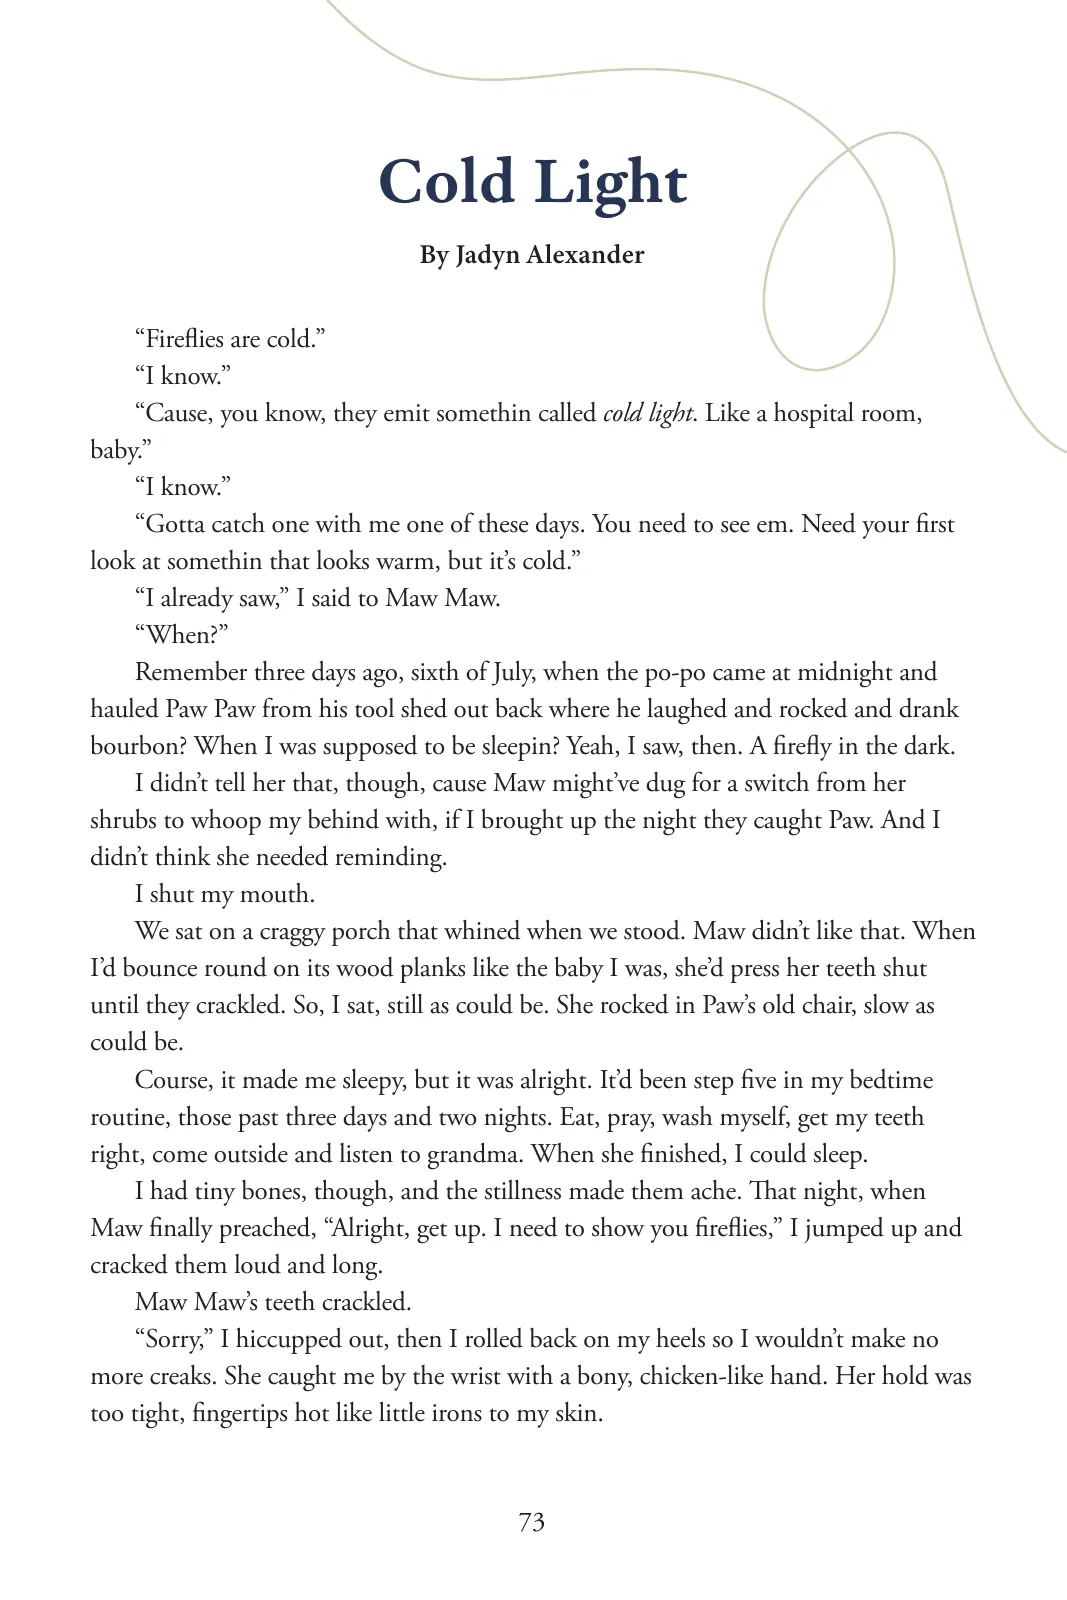 Cold Light
By Jadyn Alexander
“Fireflies are cold.”
“I know.”
“Cause, you know, they emit somethin called cold light. Like a hospital room,
baby.”
“I know.”
“Gotta catch one with me one of these days. You need to see em. Need your first
look at somethin that looks warm, but it’s cold.”
“I already saw,” I said to Maw Maw.
“When?”
Remember three days ago, sixth of July, when the po-po came at midnight and
hauled Paw Paw from his tool shed out back where he laughed and rocked and drank
bourbon? When I was supposed to be sleepin? Yeah, I saw, then. A firefly in the dark.
I didn’t tell her that, though, cause Maw might’ve dug for a switch from her
shrubs to whoop my behind with, if I brought up the night they caught Paw. And I
didn’t think she needed reminding.
I shut my mouth.
We sat on a craggy porch that whined when we stood. Maw didn’t like that. When
I’d bounce round on its wood planks like the baby I was, she’d press her teeth shut
until they crackled. So, I sat, still as could be. She rocked in Paw’s old chair, slow as
could be.
Course, it made me sleepy, but it was alright. It’d been step five in my bedtime
routine, those past three days and two nights. Eat, pray, wash myself, get my teeth
right, come outside and listen to grandma. When she finished, I could sleep.
I had tiny bones, though, and the stillness made them ache. That night, when
Maw finally preached, “Alright, get up. I need to show you fireflies,” I jumped up and
cracked them loud and long.
Maw Maw’s teeth crackled.
“Sorry,” I hiccupped out, then I rolled back on my heels so I wouldn’t make no
more creaks. She caught me by the wrist with a bony, chicken-like hand. Her hold was
too tight, fingertips hot like little irons to my skin.
73